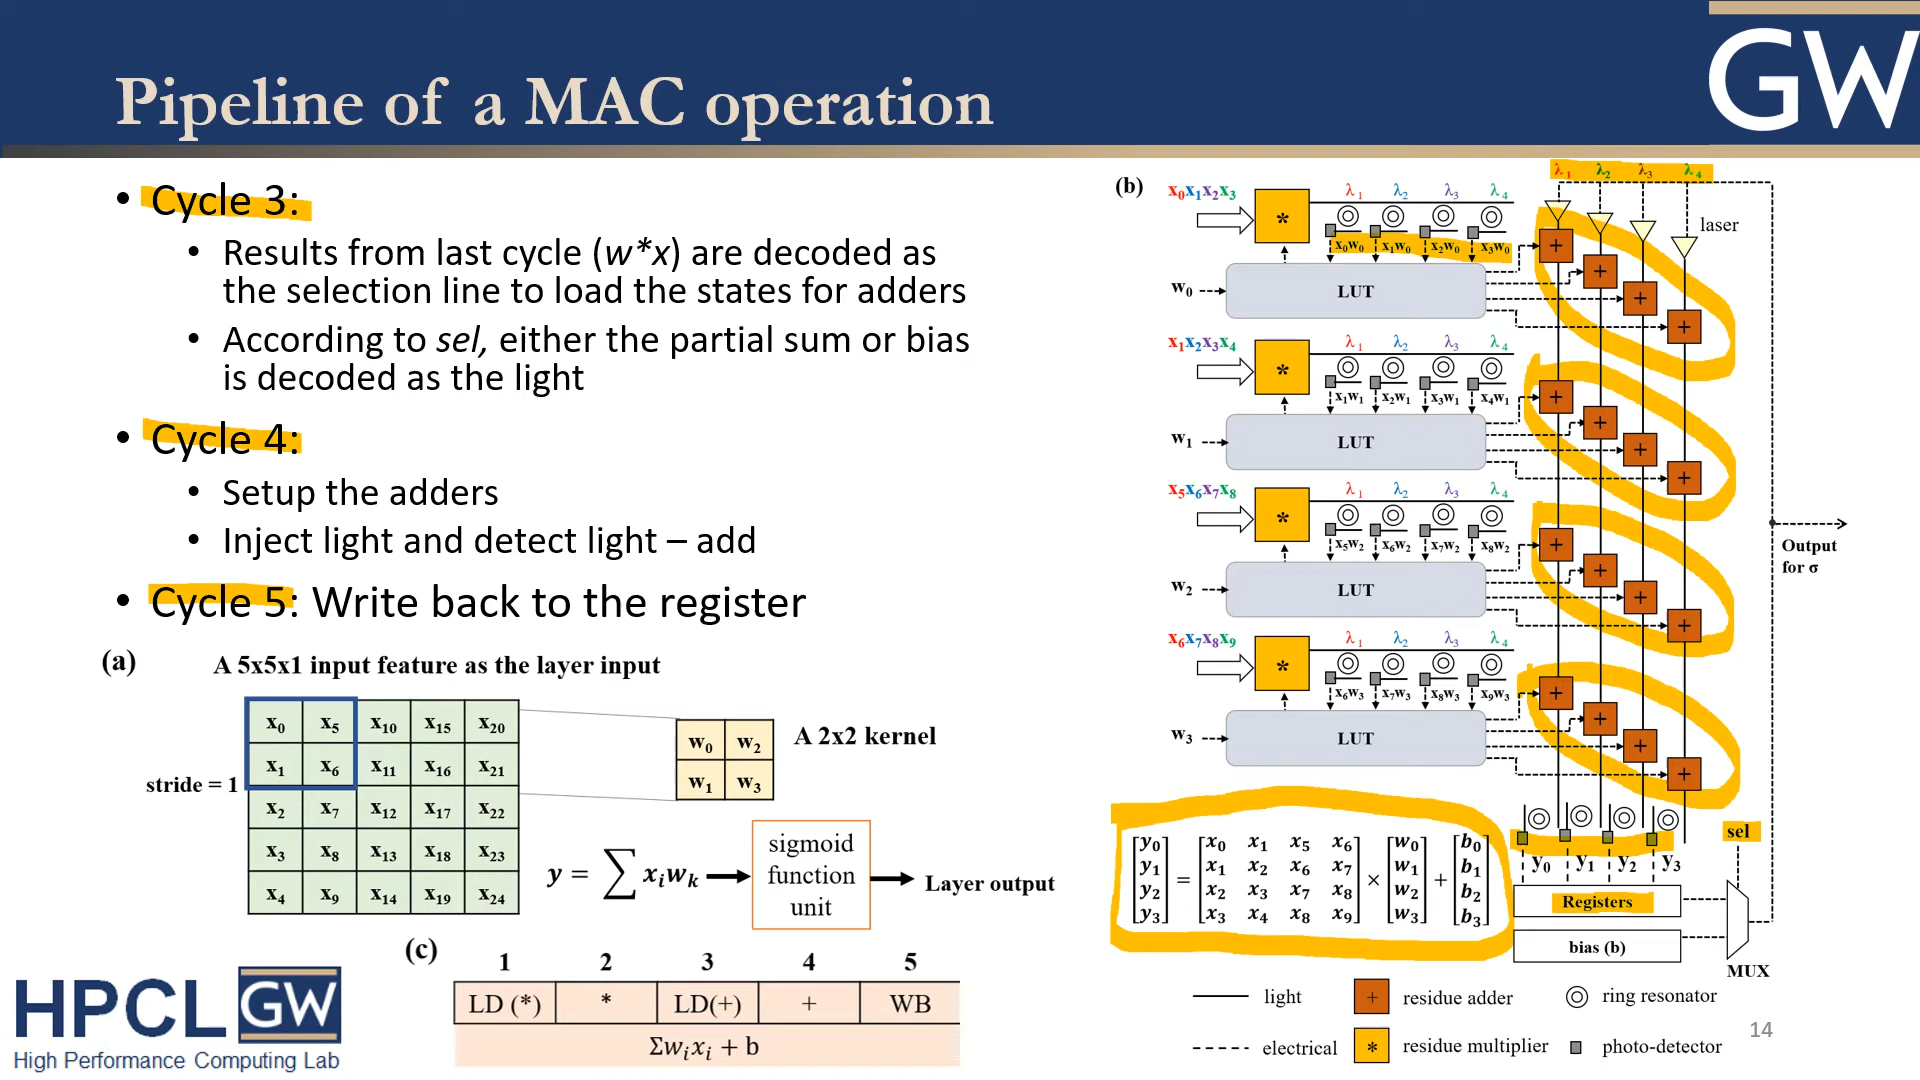 Pipeline of a MAC operation
GW
• Cycle 3:
• Results from last cycle (w*x) are decoded as
the selection line to load the states for adders
• According to sel, either the partial sum or bias
is decoded as the light
• Cycle 4:
• Setup the adders
• Inject light and detect light – add
• Cycle 5: Write back to the register
(a)
A 5x5x1 input feature as the layer input
x₀ x₅ x₁₀ x₁₅ x₂₀
x₁ x₆ x₁₁ x₁₆ x₂₁
x₂ x₇ x₁₂ x₁₇ x₂₂
x₃ x₈ x₁₃ x₁₈ x₂₃
x₄ x₉ x₁₄ x₁₉ x₂₄
stride = 1
w₀ w₂
w₁ w₃
A 2x2 kernel
y = ∑ xᵢwₖ
sigmoid
function
unit
Layer output
(c)
1 2 3 4 5
LD (*) * LD(+) + WB
Σwᵢxᵢ + b
HPCL GW
High Performance Computing Lab
(b)
λ₁ λ₂ λ₃ λ₄
laser
x₀x₁x₂x₃
*
λ₁ λ₂ λ₃ λ₄
x₀w₀ x₁w₀ x₂w₀ x₃w₀
w₀
LUT
+ + + +
x₁x₂x₃x₄
*
λ₁ λ₂ λ₃ λ₄
x₁w₁ x₂w₁ x₃w₁ x₄w₁
w₁
LUT
+ + + +
x₅x₆x₇x₈
*
λ₁ λ₂ λ₃ λ₄
x₅w₂ x₆w₂ x₇w₂ x₈w₂
w₂
LUT
+ + + +
x₆x₇x₈x₉
*
λ₁ λ₂ λ₃ λ₄
x₆w₃ x₇w₃ x₈w₃ x₉w₃
w₃
LUT
+ + + +
Output
for σ
[y₀] [x₀ x₁ x₅ x₆] [w₀] [b₀]
[y₁] [x₁ x₂ x₆ x₇] [w₁] [b₁]
= × +
[y₂] [x₂ x₃ x₇ x₈] [w₂] [b₂]
[y₃] [x₃ x₄ x₈ x₉] [w₃] [b₃]
y₀ y₁ y₂ y₃
sel
Registers
bias (b)
MUX
light
+ residue adder
ring resonator
electrical
* residue multiplier
photo-detector
14